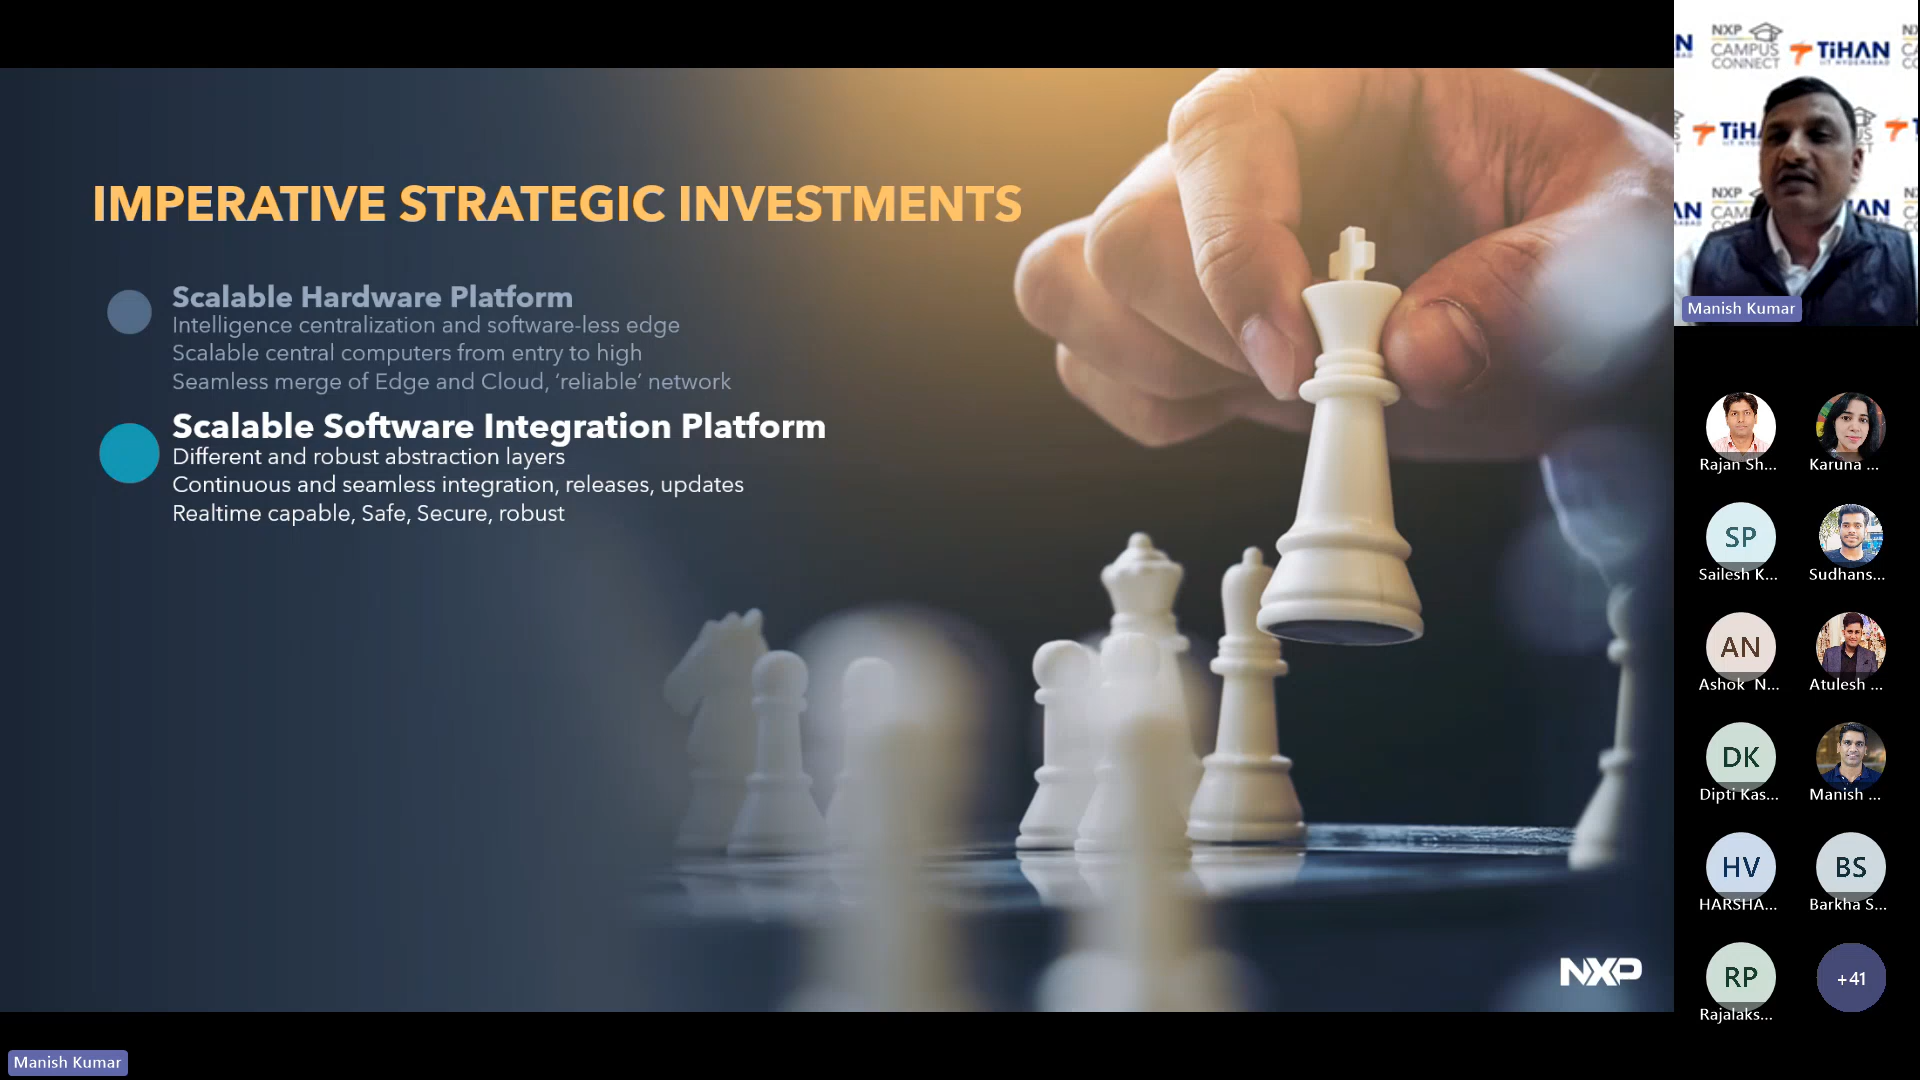 IMPERATIVE STRATEGIC INVESTMENTS
Scalable Hardware Platform
Intelligence centralization and software-less edge
Scalable central computers from entry to high
Seamless merge of Edge and Cloud, ‘reliable’ network
Scalable Software Integration Platform
Different and robust abstraction layers
Continuous and seamless integration, releases, updates
Realtime capable, Safe, Secure, robust
NXP
Manish Kumar
NXP
CAMPUS
CONNECT
TiHAN
IIT HYDERABAD
Manish Kumar
Rajan Sh...
Karuna ...
SP
Sailesh K...
Sudhans...
AN
Ashok N...
Atulesh ...
DK
Dipti Kas...
Manish ...
HV
HARSHA...
BS
Barkha S...
RP
Rajalaks...
+41